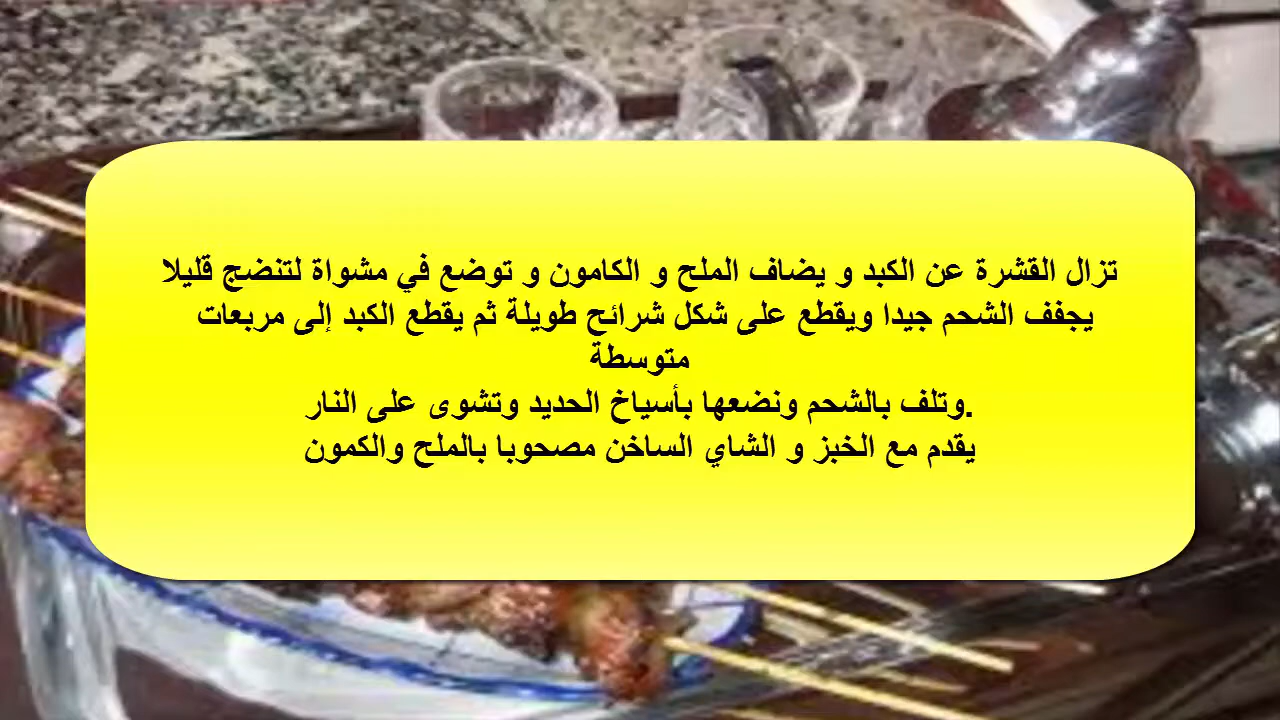 تزال القشرة عن الكبد و يضاف الملح و الكامون و توضع في مشواة لتنضج قليلا
يجفف الشحم جيدا ويقطع على شكل شرائح طويلة ثم يقطع الكبد إلى مربعات
متوسطة
.وتلف بالشحم ونضعها بأسياخ الحديد وتشوى على النار
يقدم مع الخبز و الشاي الساخن مصحوبا بالملح والكمون